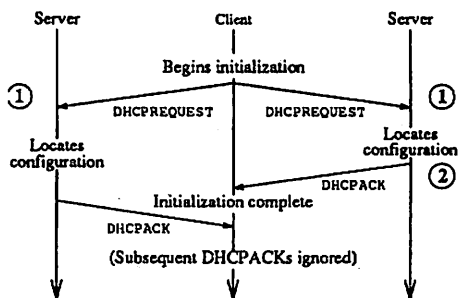 Server Client Server
Begins initialization
① ①
DHCPREQUEST DHCPREQUEST
Locates
configuration
Locates
configuration
②
DHCPACK
Initialization complete
DHCPACK
(Subsequent DHCPACKs ignored)